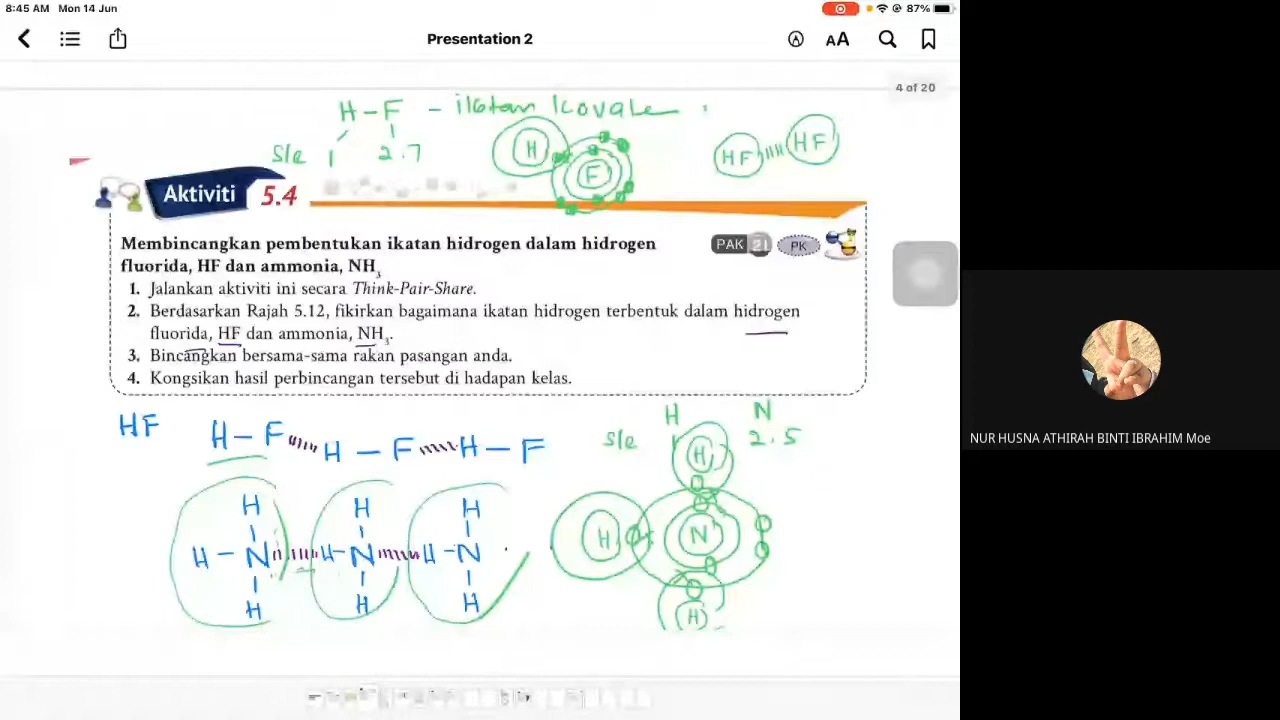 8:45 AM Mon 14 Jun
87%
Presentation 2
AA
4 of 20
H - F - ikatan kovale
s/e 1 2.7
H F
HF HF
Aktiviti 5.4
Membincangkan pembentukan ikatan hidrogen dalam hidrogen
fluorida, HF dan ammonia, NH₃
PAK 21 PK
1. Jalankan aktiviti ini secara Think-Pair-Share.
2. Berdasarkan Rajah 5.12, fikirkan bagaimana ikatan hidrogen terbentuk dalam hidrogen
fluorida, HF dan ammonia, NH₃.
3. Bincangkan bersama-sama rakan pasangan anda.
4. Kongsikan hasil perbincangan tersebut di hadapan kelas.
HF
H - F H - F H - F
H N
s/e 1 2.5
H
H H H
H - N H - N H - N
H H H
H N
H
NUR HUSNA ATHIRAH BINTI IBRAHIM Moe